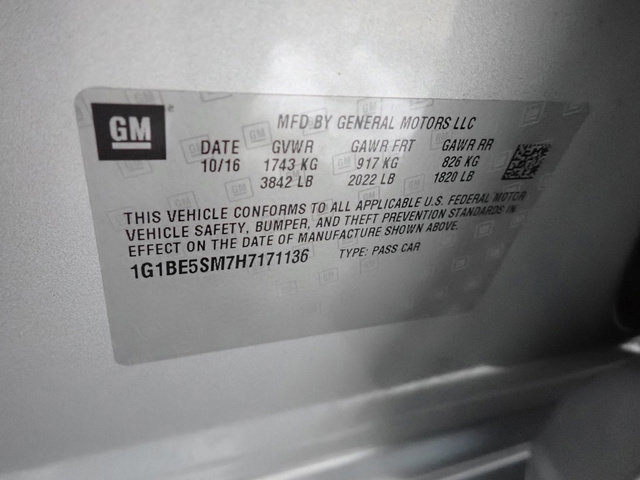 GM
MFD BY GENERAL MOTORS LLC
DATE GVWR GAWR FRT GAWR RR
10/16 1743 KG 917 KG 826 KG
3842 LB 2022 LB 1820 LB
THIS VEHICLE CONFORMS TO ALL APPLICABLE U.S. FEDERAL MOTOR
VEHICLE SAFETY, BUMPER, AND THEFT PREVENTION STANDARDS IN
EFFECT ON THE DATE OF MANUFACTURE SHOWN ABOVE.
1G1BE5SM7H7171136 TYPE: PASS CAR